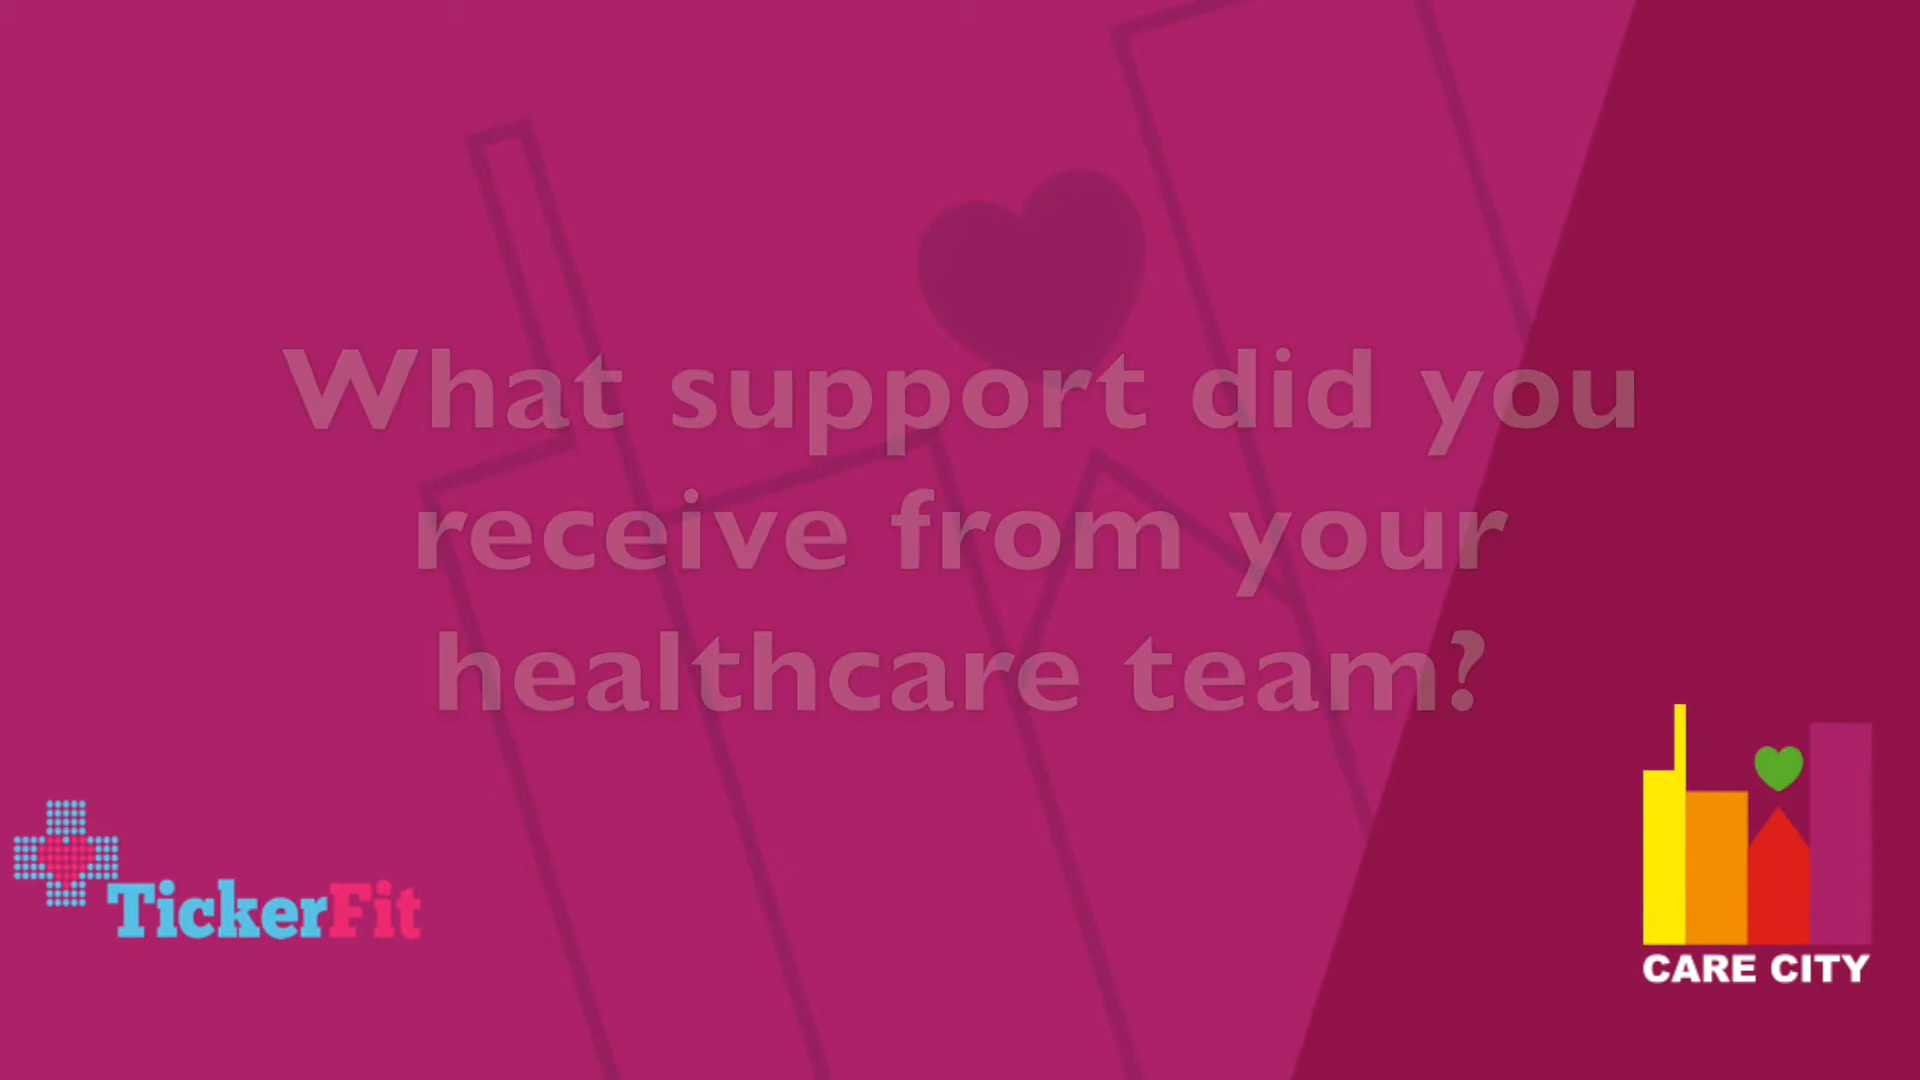 What support did you
receive from your
healthcare team?
TickerFit
CARE CITY